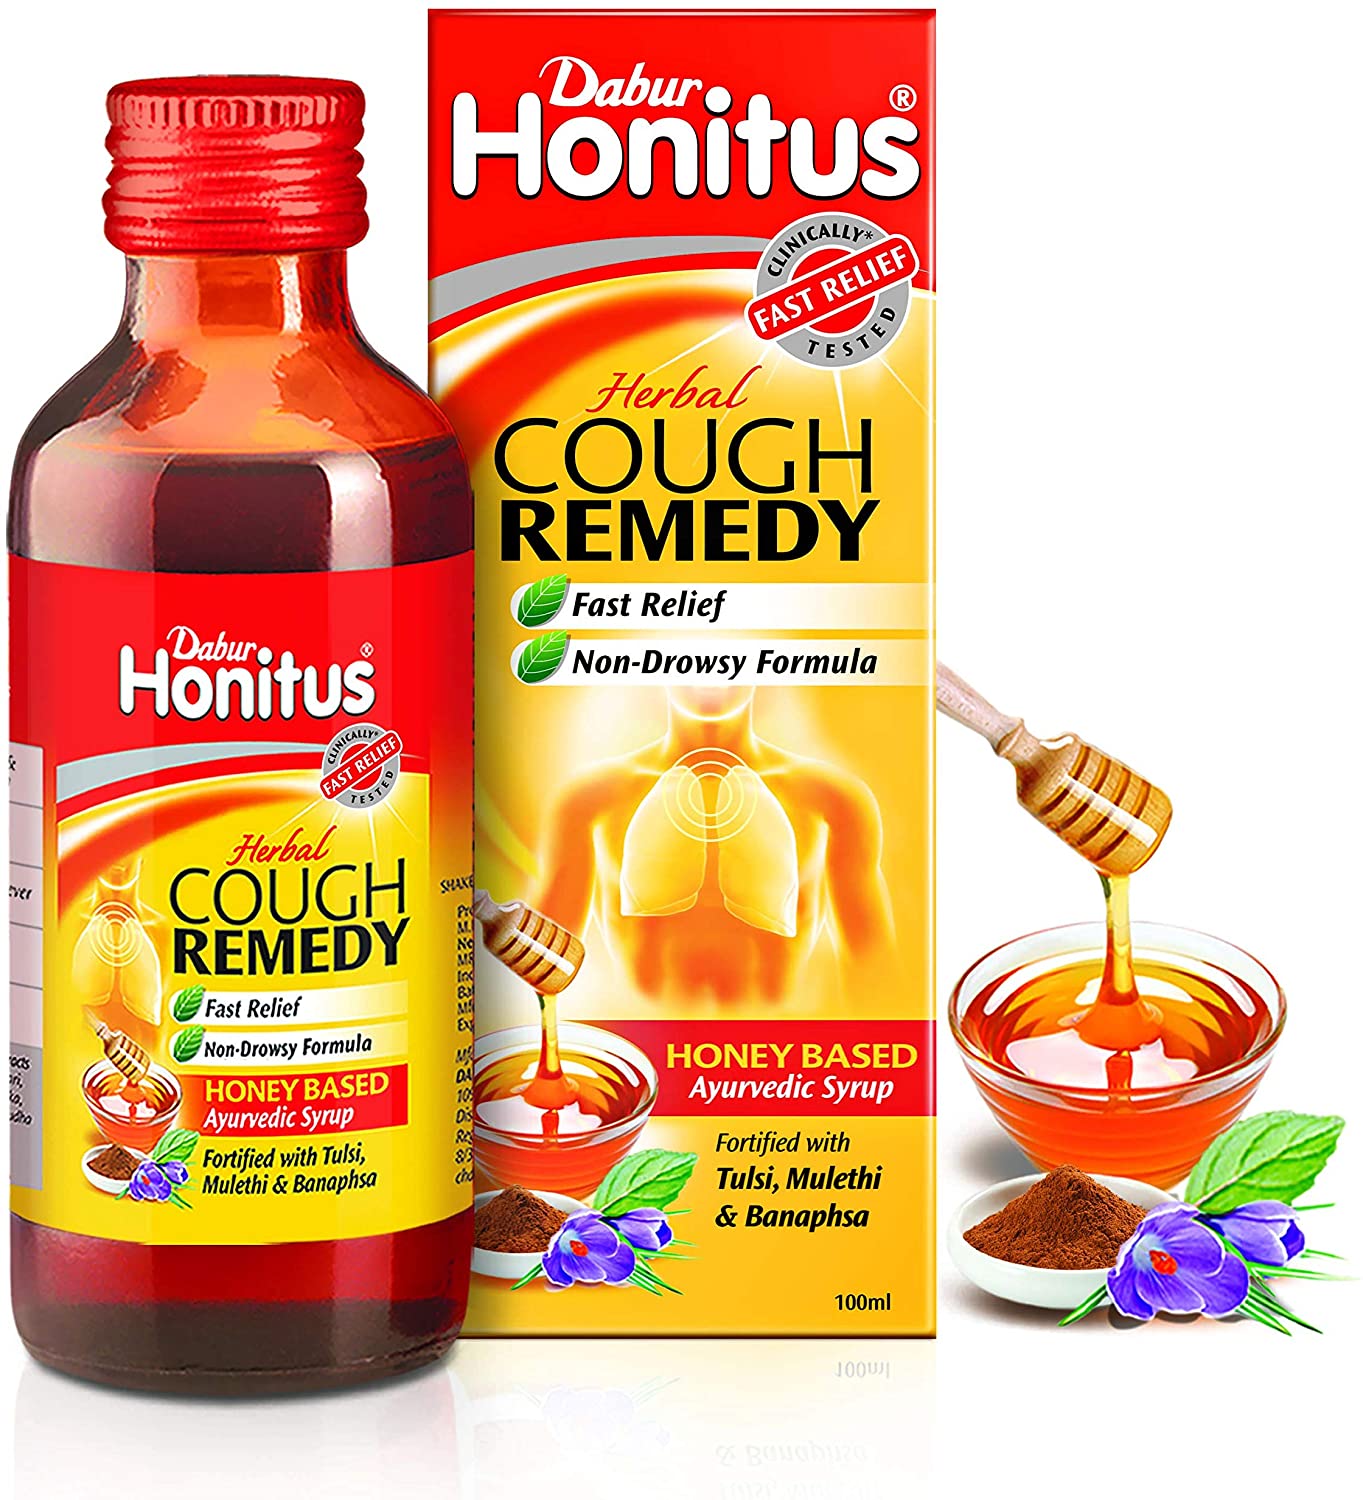 Dabur
Honitus®
CLINICALLY*
FAST RELIEF
TESTED
Herbal
COUGH
REMEDY
Fast Relief
Non-Drowsy Formula
HONEY BASED
Ayurvedic Syrup
Fortified with
Tulsi, Mulethi
& Banaphsa
100ml
Dabur
Honitus®
CLINICALLY*
FAST RELIEF
TESTED
Herbal
COUGH
REMEDY
Fast Relief
Non-Drowsy Formula
HONEY BASED
Ayurvedic Syrup
Fortified with Tulsi,
Mulethi & Banaphsa
SHAKE